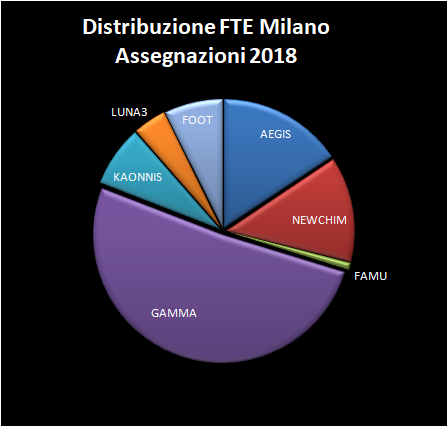 Distribuzione FTE Milano
Assegnazioni 2018
LUNA3
FOOT
AEGIS
KAONNIS
NEWCHIM
FAMU
GAMMA